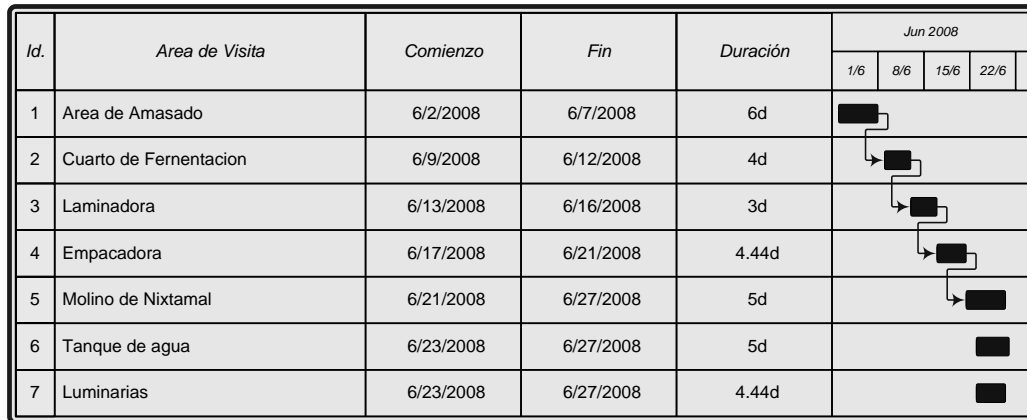 Id. Area de Visita Comienzo Fin Duración Jun 2008
1/6 8/6 15/6 22/6
1 Area de Amasado 6/2/2008 6/7/2008 6d
2 Cuarto de Fernentacion 6/9/2008 6/12/2008 4d
3 Laminadora 6/13/2008 6/16/2008 3d
4 Empacadora 6/17/2008 6/21/2008 4.44d
5 Molino de Nixtamal 6/21/2008 6/27/2008 5d
6 Tanque de agua 6/23/2008 6/27/2008 5d
7 Luminarias 6/23/2008 6/27/2008 4.44d